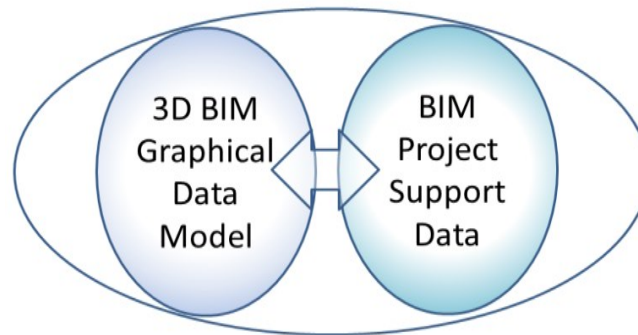 3D BIM
Graphical
Data
Model
BIM
Project
Support
Data